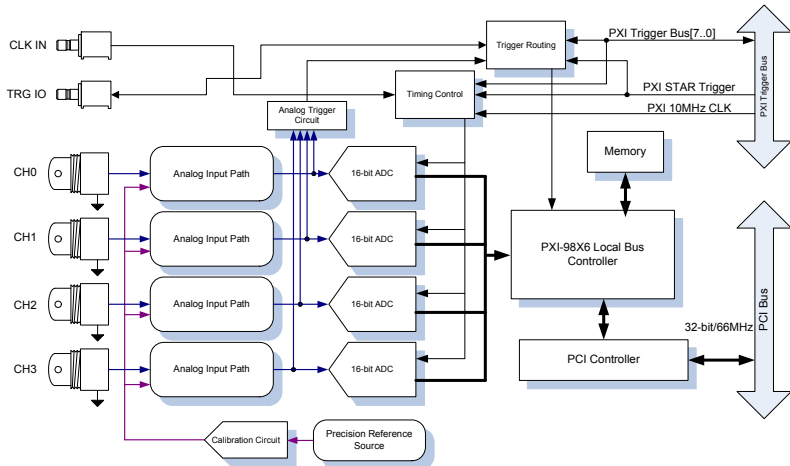 CLK IN
TRG IO
Trigger Routing
PXI Trigger Bus[7..0]
PXI Trigger Bus
Timing Control
PXI STAR Trigger
PXI 10MHz CLK
Analog Trigger
Circuit
Memory
CH0
Analog Input Path
16-bit ADC
CH1
Analog Input Path
16-bit ADC
PXI-98X6 Local Bus
Controller
CH2
Analog Input Path
16-bit ADC
PCI Bus
32-bit/66MHz
CH3
Analog Input Path
16-bit ADC
PCI Controller
Calibration Circuit
Precision Reference
Source